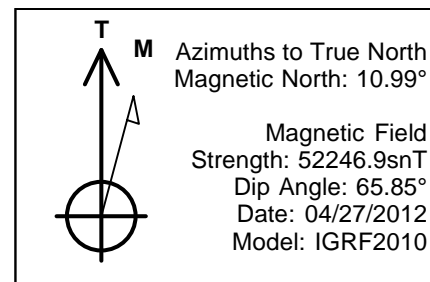 T
M
Azimuths to True North
Magnetic North: 10.99°
Magnetic Field
Strength: 52246.9snT
Dip Angle: 65.85°
Date: 04/27/2012
Model: IGRF2010